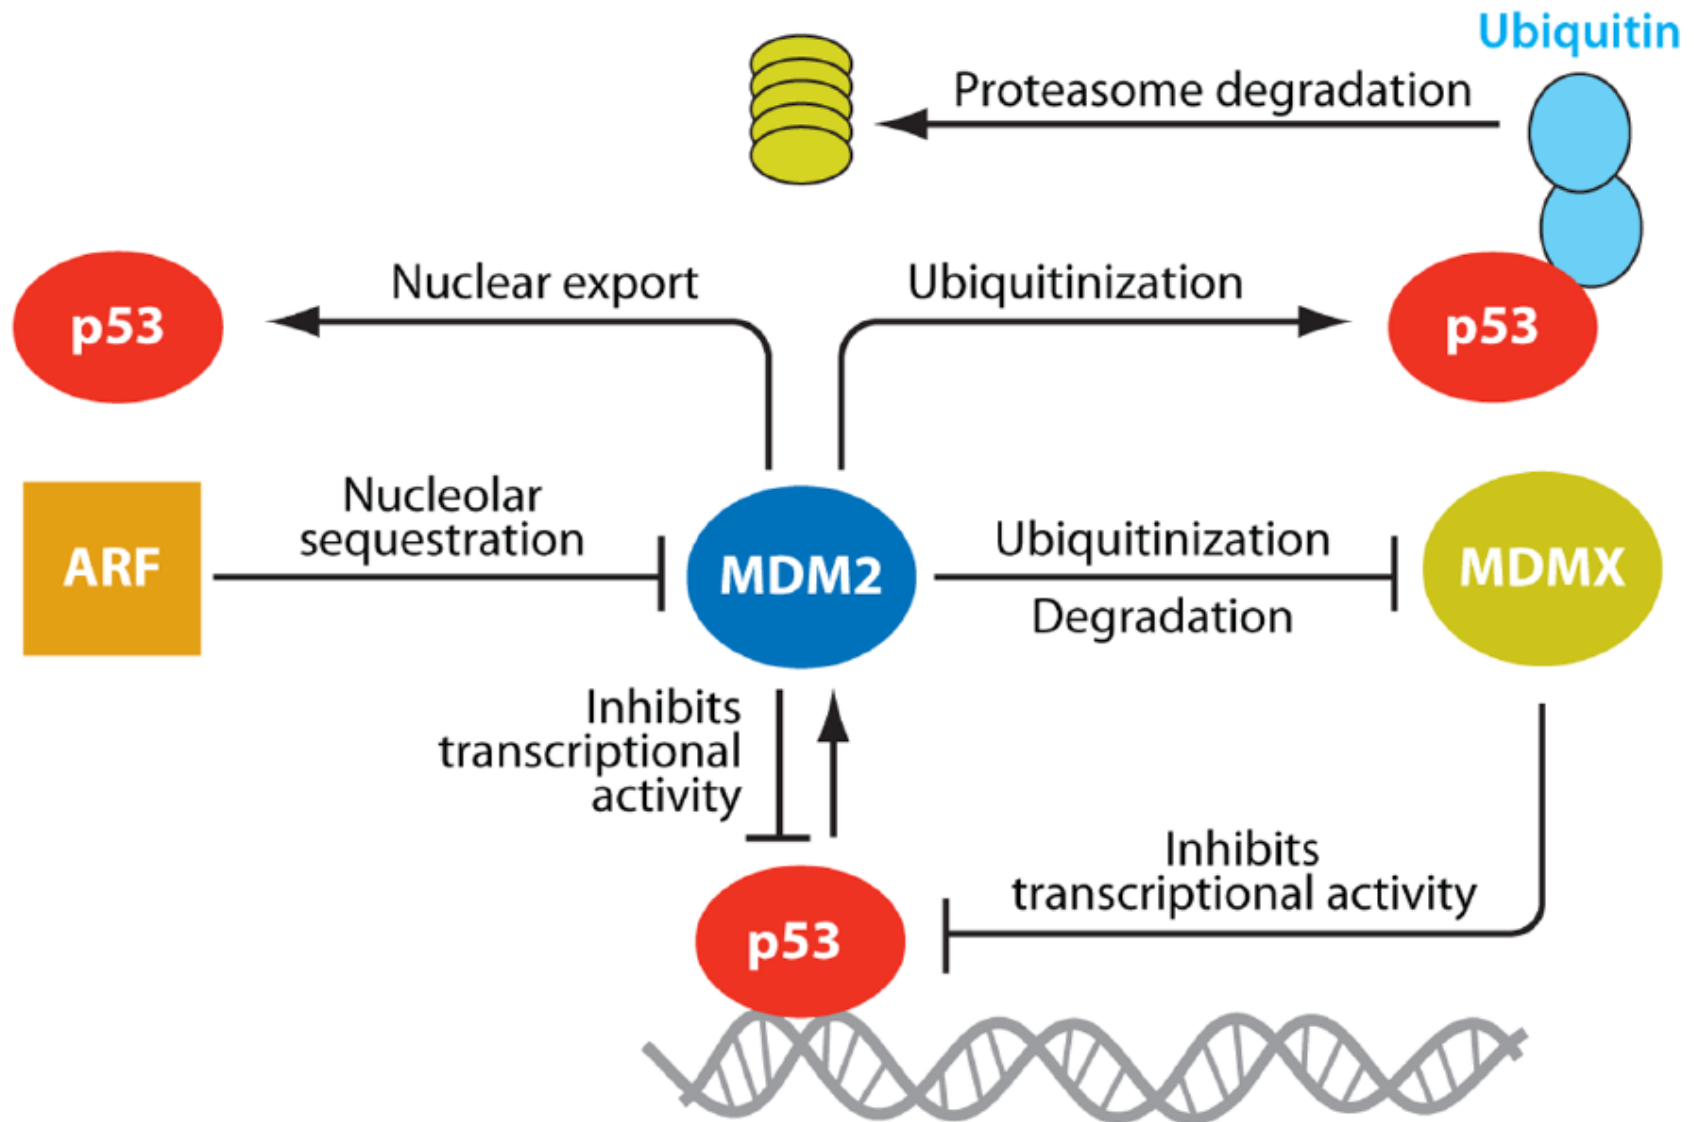 Ubiquitin
Proteasome degradation
Nuclear export
Ubiquitinization
p53
p53
Nucleolar
sequestration
ARF
MDM2
Ubiquitinization
Degradation
MDMX
Inhibits
transcriptional
activity
Inhibits
transcriptional activity
p53